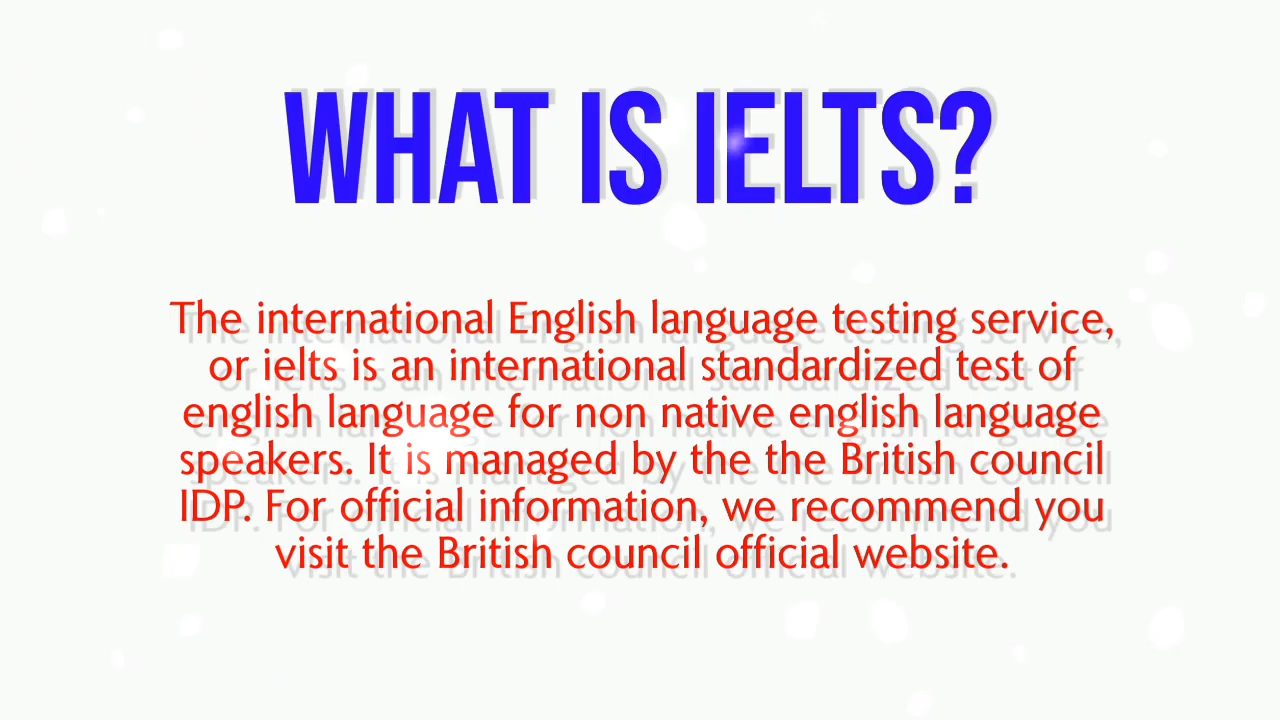 WHAT IS IELTS?
The international English language testing service,
or ielts is an international standardized test of
english language for non native english language
speakers. It is managed by the the British council
IDP. For official information, we recommend you
visit the British council official website.